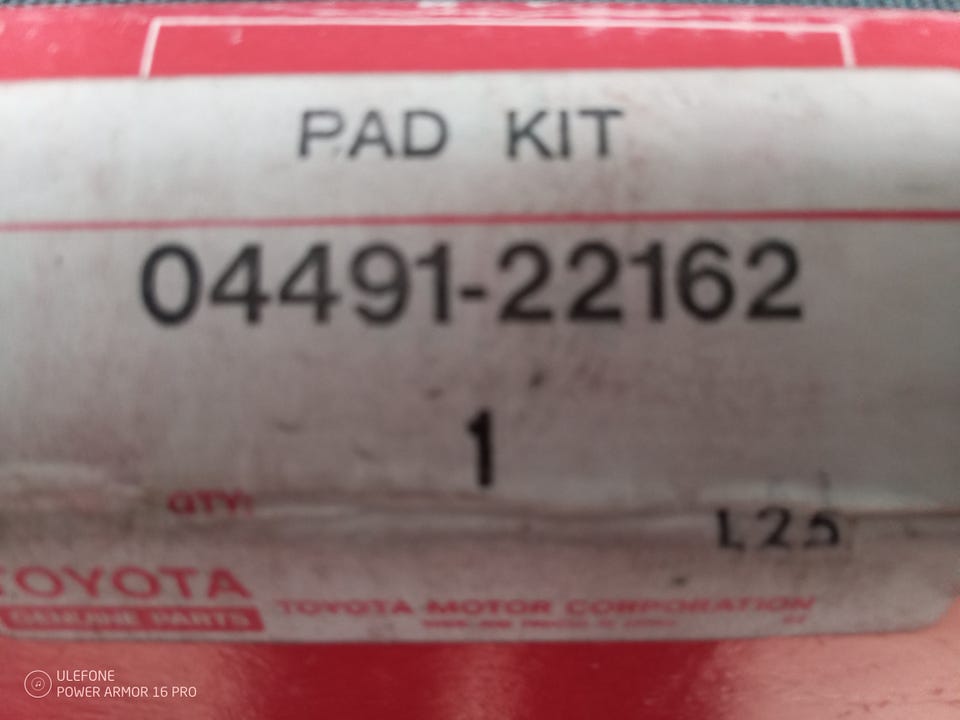 PAD KIT
04491-22162
1
QTY:
L25
TOYOTA
GENUINE PARTS
TOYOTA MOTOR CORPORATION
ULEFONE
POWER ARMOR 16 PRO